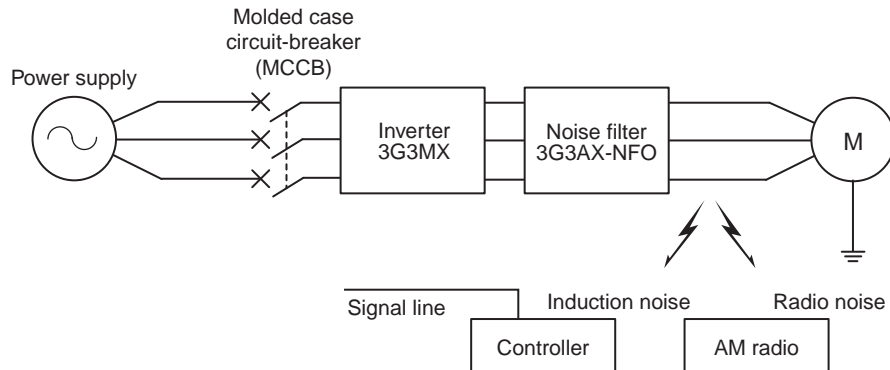 Molded case
circuit-breaker
(MCCB)
Power supply
Inverter
3G3MX
Noise filter
3G3AX-NFO
M
Signal line
Induction noise
Radio noise
Controller
AM radio